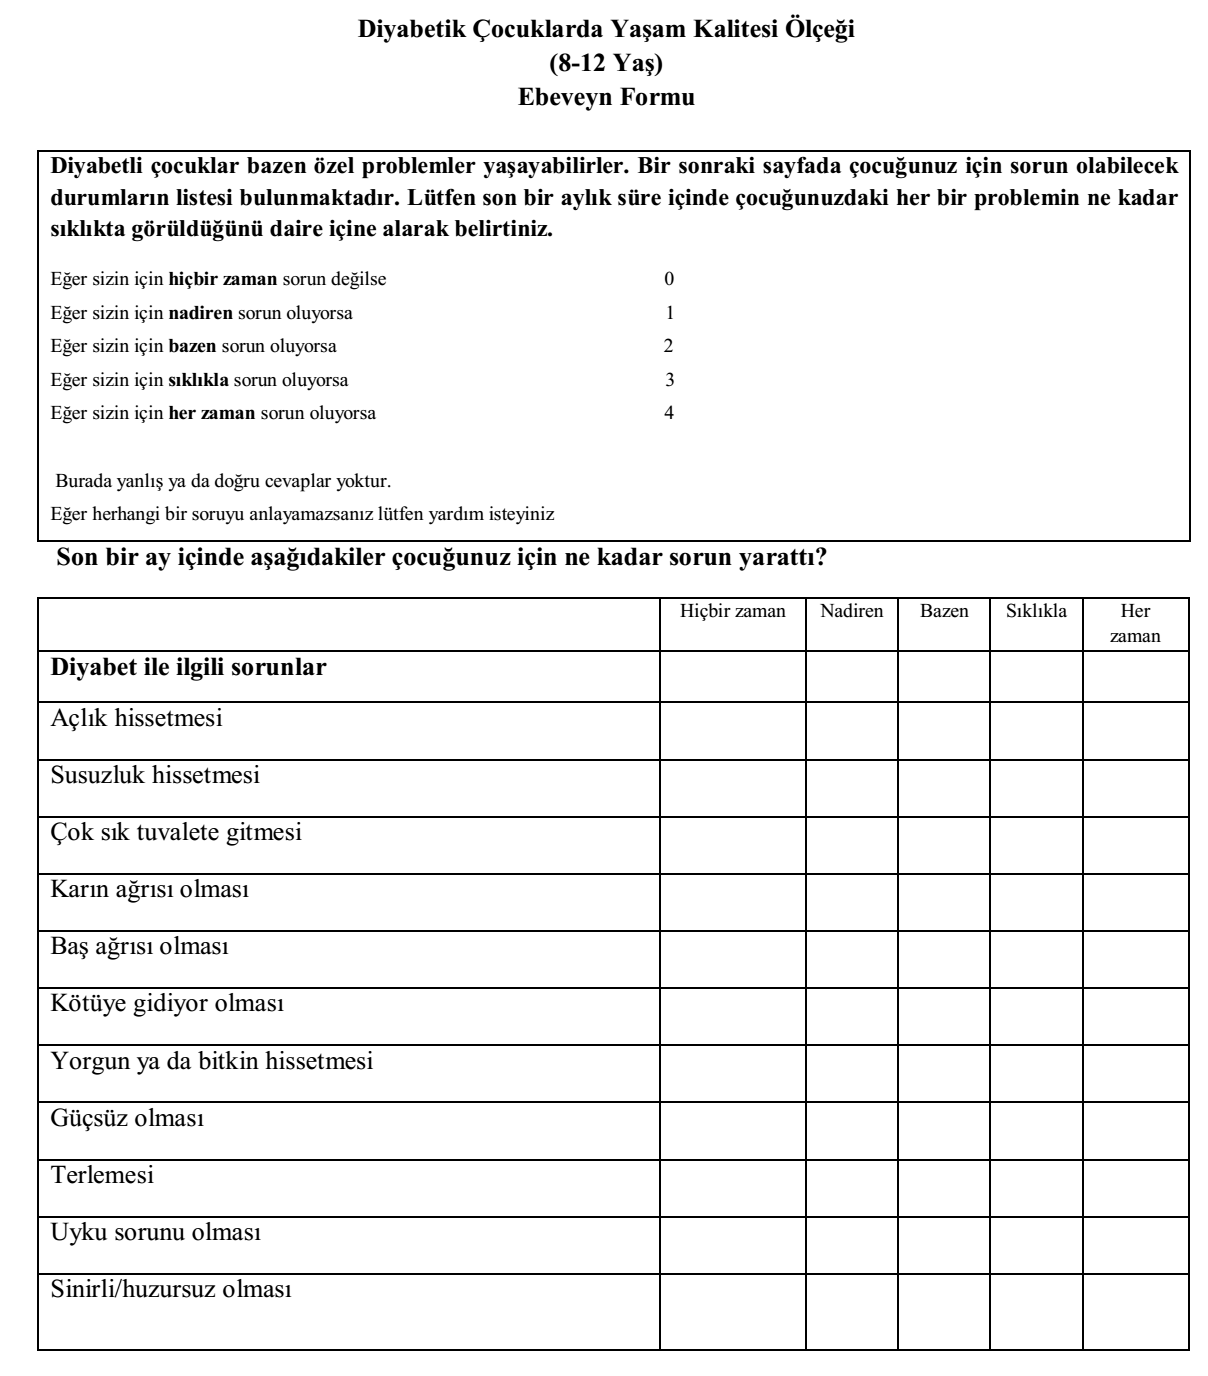 Diyabetik Çocuklarda Yaşam Kalitesi Ölçeği
(8-12 Yaş)
Ebeveyn Formu
Diyabetli çocuklar bazen özel problemler yaşayabilirler. Bir sonraki sayfada çocuğunuz için sorun olabilecek
durumların listesi bulunmaktadır. Lütfen son bir aylık süre içinde çocuğunuzdaki her bir problemin ne kadar
sıklıkta görüldüğünü daire içine alarak belirtiniz.
Eğer sizin için hiçbir zaman sorun değilse 0
Eğer sizin için nadiren sorun oluyorsa 1
Eğer sizin için bazen sorun oluyorsa 2
Eğer sizin için sıklıkla sorun oluyorsa 3
Eğer sizin için her zaman sorun oluyorsa 4
Burada yanlış ya da doğru cevaplar yoktur.
Eğer herhangi bir soruyu anlayamazsanız lütfen yardım isteyiniz
Son bir ay içinde aşağıdakiler çocuğunuz için ne kadar sorun yarattı?
Hiçbir zaman Nadiren Bazen Sıklıkla Her
zaman
Diyabet ile ilgili sorunlar
Açlık hissetmesi
Susuzluk hissetmesi
Çok sık tuvalete gitmesi
Karın ağrısı olması
Baş ağrısı olması
Kötüye gidiyor olması
Yorgun ya da bitkin hissetmesi
Güçsüz olması
Terlemesi
Uyku sorunu olması
Sinirli/huzursuz olması